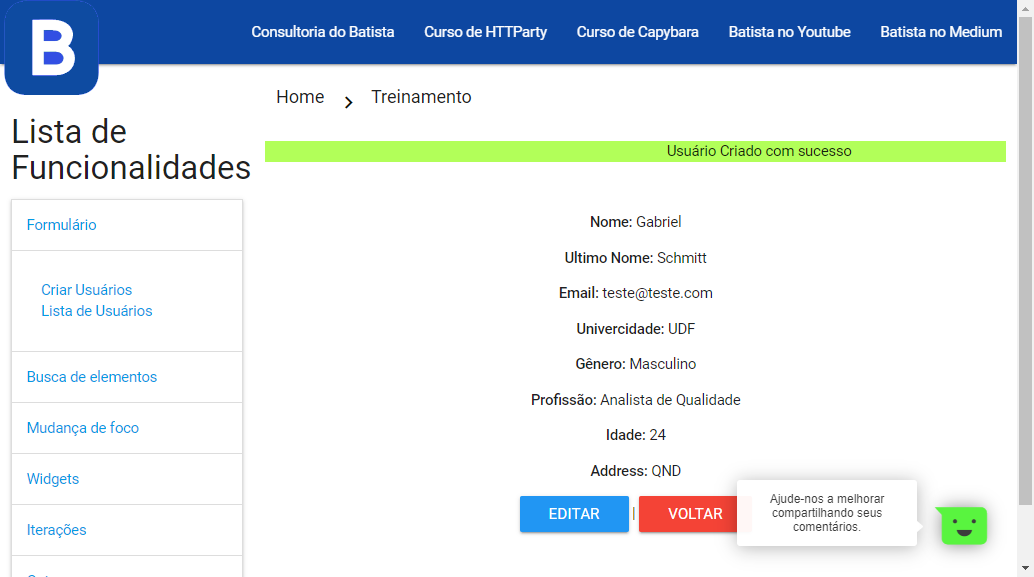 B
Consultoria do Batista Curso de HTTParty Curso de Capybara Batista no Youtube Batista no Medium
Home > Treinamento
Lista de
Funcionalidades
Formulário
Criar Usuários
Lista de Usuários
Busca de elementos
Mudança de foco
Widgets
Iterações
Usuário Criado com sucesso
Nome: Gabriel
Ultimo Nome: Schmitt
Email: teste@teste.com
Univercidade: UDF
Gênero: Masculino
Profissão: Analista de Qualidade
Idade: 24
Address: QND
EDITAR | VOLTAR
Ajude-nos a melhorar
compartilhando seus
comentários.